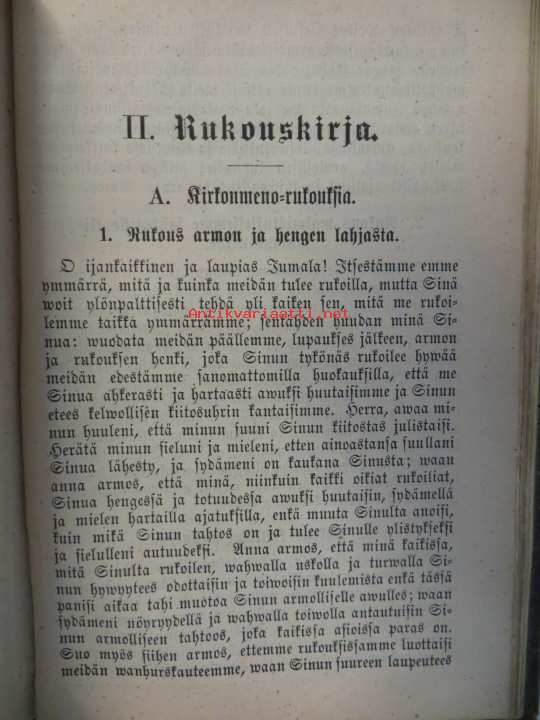 II. Rukouskirja.
A. Kirkonmeno-rukouksia.
1. Rukous armon ja hengen lahjasta.
O ijankaikkinen ja laupias Jumala! Itsestämme emme
ymmärrä, mitä ja kuinka meidän tulee rukoilla, mutta Sinä
woit ylönpalttisesti tehdä yli kaiken sen, mitä me rukoi-
lemme taikka ymmärrämme; sentähden
minä Si-
nua: wuodata meidän päällemme, lupaukses jälkeen, armon
ja rukouksen henki, joka Sinun tykönäs rukoilee hywää
meidän edestämme sanomattomilla huokauksilla, että me
Sinua ahkerasti ja hartaasti awuksi huutaisimme ja Sinun
etees kelwollisen kiitosuhrin kantaisimme. Herra, awaa mi-
nun huuleni, että minun suuni Sinun kiitostas julistaisi.
Herätä minun sieluni ja mieleni, etten ainoastansa suullani
Sinua lähesty, ja sydämeni on kaukana Sinusta; waan
anna armos, että minä, niinkuin kaikki oikiat rukoiliat,
Sinua hengessä ja totuudessa awuksi huutaisin, sydämellä
ja mielen hartailla ajatuksilla, enkä muuta Sinulta anoisi,
kuin mikä Sinun tahtos on ja tulee Sinulle ylistykseksi
ja sielulleni autuudeksi. Anna armos, että minä kaikissa,
mitä Sinulta rukoilen, wahwalla uskolla ja turwalla Si-
nun hywyytees odottaisin ja toiwoisin kuulemista enkä tässä
panisi aikaa tahi muotoa Sinun armolliselle awulles; waan
sydämeni nöyryydellä ja wahwalla toiwolla antautuisin Si-
nun armolliseen tahtoos, joka kaikissa asioissa paras on.
Suo myös siihen armos, ettemme rukouksissamme luottaisi
meidän wanhurskauteemme, waan Sinun suureen laupeutees
Antikvariaatti.net